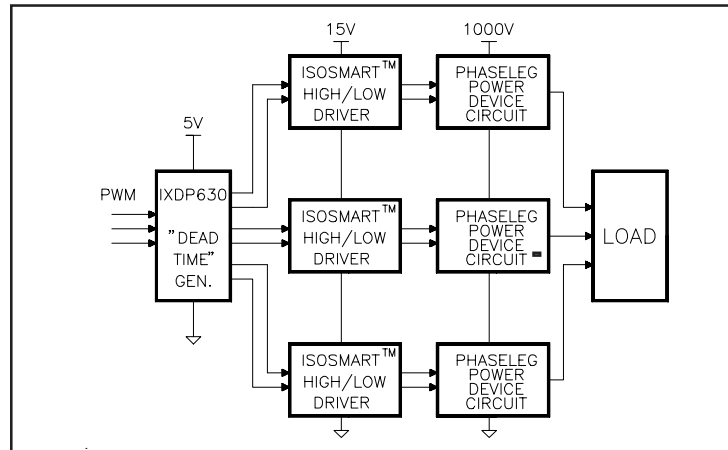 15V
1000V
5V
PWM
IXDP630
"DEAD
TIME"
GEN.
ISOSMART™
HIGH/LOW
DRIVER
PHASELEG
POWER
DEVICE
CIRCUIT
ISOSMART™
HIGH/LOW
DRIVER
PHASELEG
POWER
DEVICE
CIRCUIT
LOAD
ISOSMART™
HIGH/LOW
DRIVER
PHASELEG
POWER
DEVICE
CIRCUIT